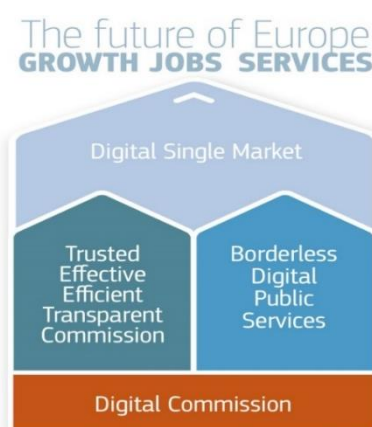 The future of Europe
GROWTH JOBS SERVICES
Digital Single Market
Trusted
Effective
Efficient
Transparent
Commission
Borderless
Digital
Public
Services
Digital Commission